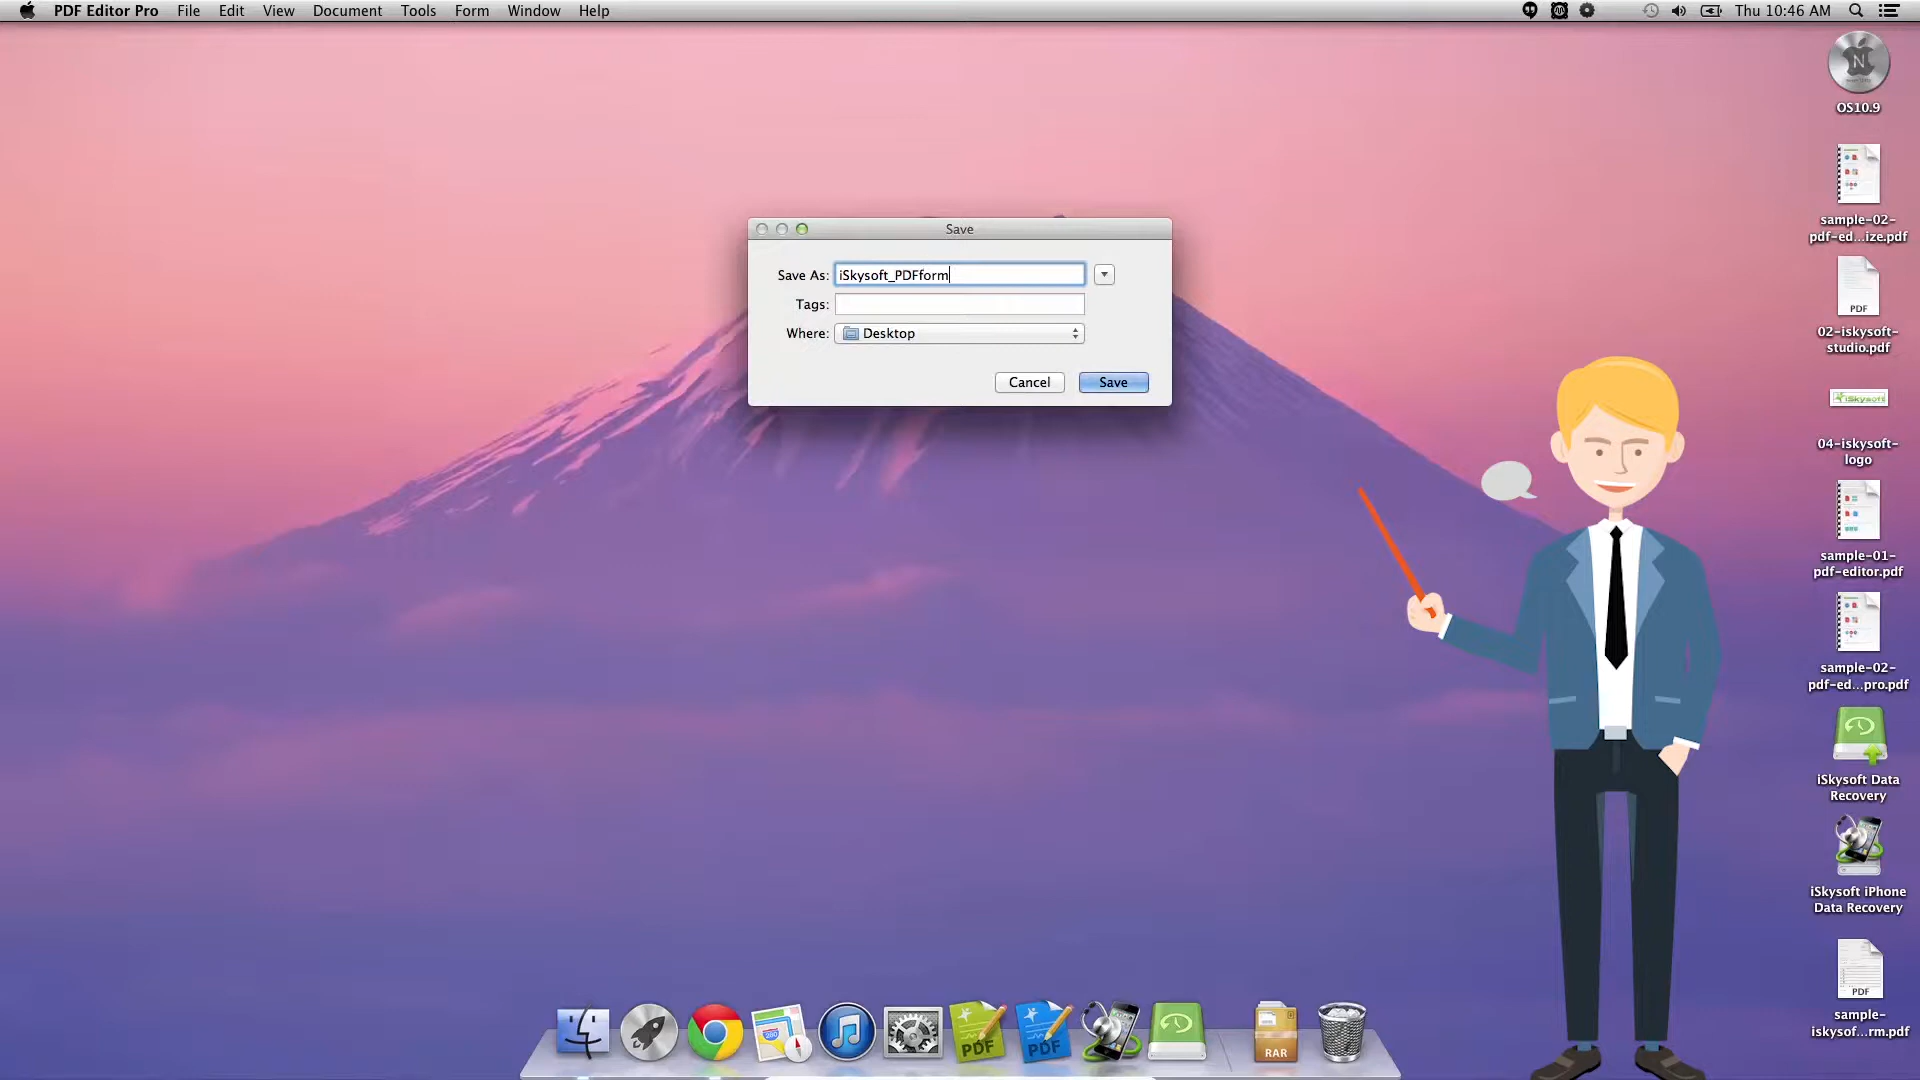 PDF Editor Pro File Edit View Document Tools Form Window Help
Thu 10:46 AM
OS10.9
sample-02-
pdf-ed...ize.pdf
PDF
02-iskysoft-
studio.pdf
iSkysoft
04-iskysoft-
logo
sample-01-
pdf-editor.pdf
sample-02-
pdf-ed...pro.pdf
iSkysoft Data
Recovery
iSkysoft iPhone
Data Recovery
PDF
sample-
iskysof...rm.pdf
Save
Save As: iSkysoft_PDFform
Tags:
Where: Desktop
Cancel Save
PDF
PDF
RAR